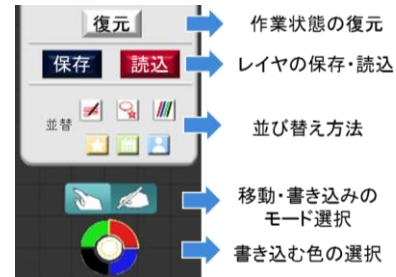 復元
作業状態の復元
保存
読込
レイヤの保存・読込
並替
並び替え方法
移動・書き込みの
モード選択
書き込む色の選択